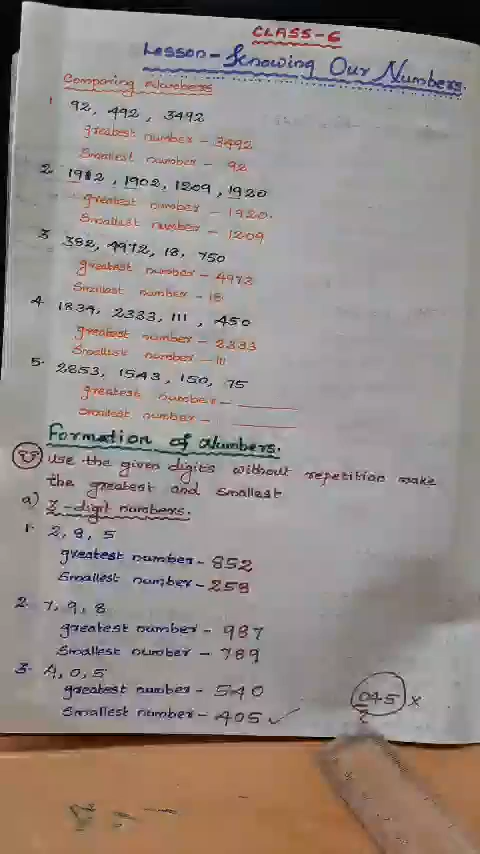 CLASS-6
Lesson-Knowing Our Numbers.
Comparing Numbers
1. 92, 492, 3492
greatest number - 3492
Smallest number - 92
2. 1912, 1902, 1209, 1920
greatest number - 1920.
Smallest number - 1209
3. 382, 4972, 18, 750
greatest number - 4972
Smallest number - 18
4. 1834, 2333, 111, 450
greatest number - 2333
Smallest number - 111
5. 2853, 1543, 150, 75
greatest number -
Smallest number -
Formation of Numbers.
use the given digits without repetition make
the greatest and smallest
a) 3-digit numbers.
1. 2, 8, 5
greatest number - 852
Smallest number - 258
2. 7, 9, 8
greatest number - 987
Smallest number - 789
3. 4, 0, 5
greatest number - 540
Smallest number - 405 ✓
045 ×
2